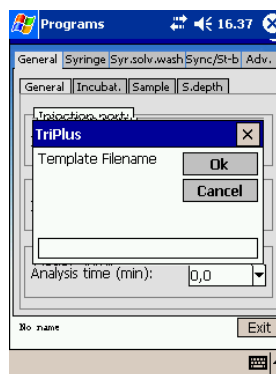 Programs 16.37
General Syringe Syr.solv.wash Sync/St-b Adv.
General Incubat. Sample S.depth
Injection port
TriPlus
Template Filename
Ok
Cancel
Analysis time (min): 0,0
No name Exit